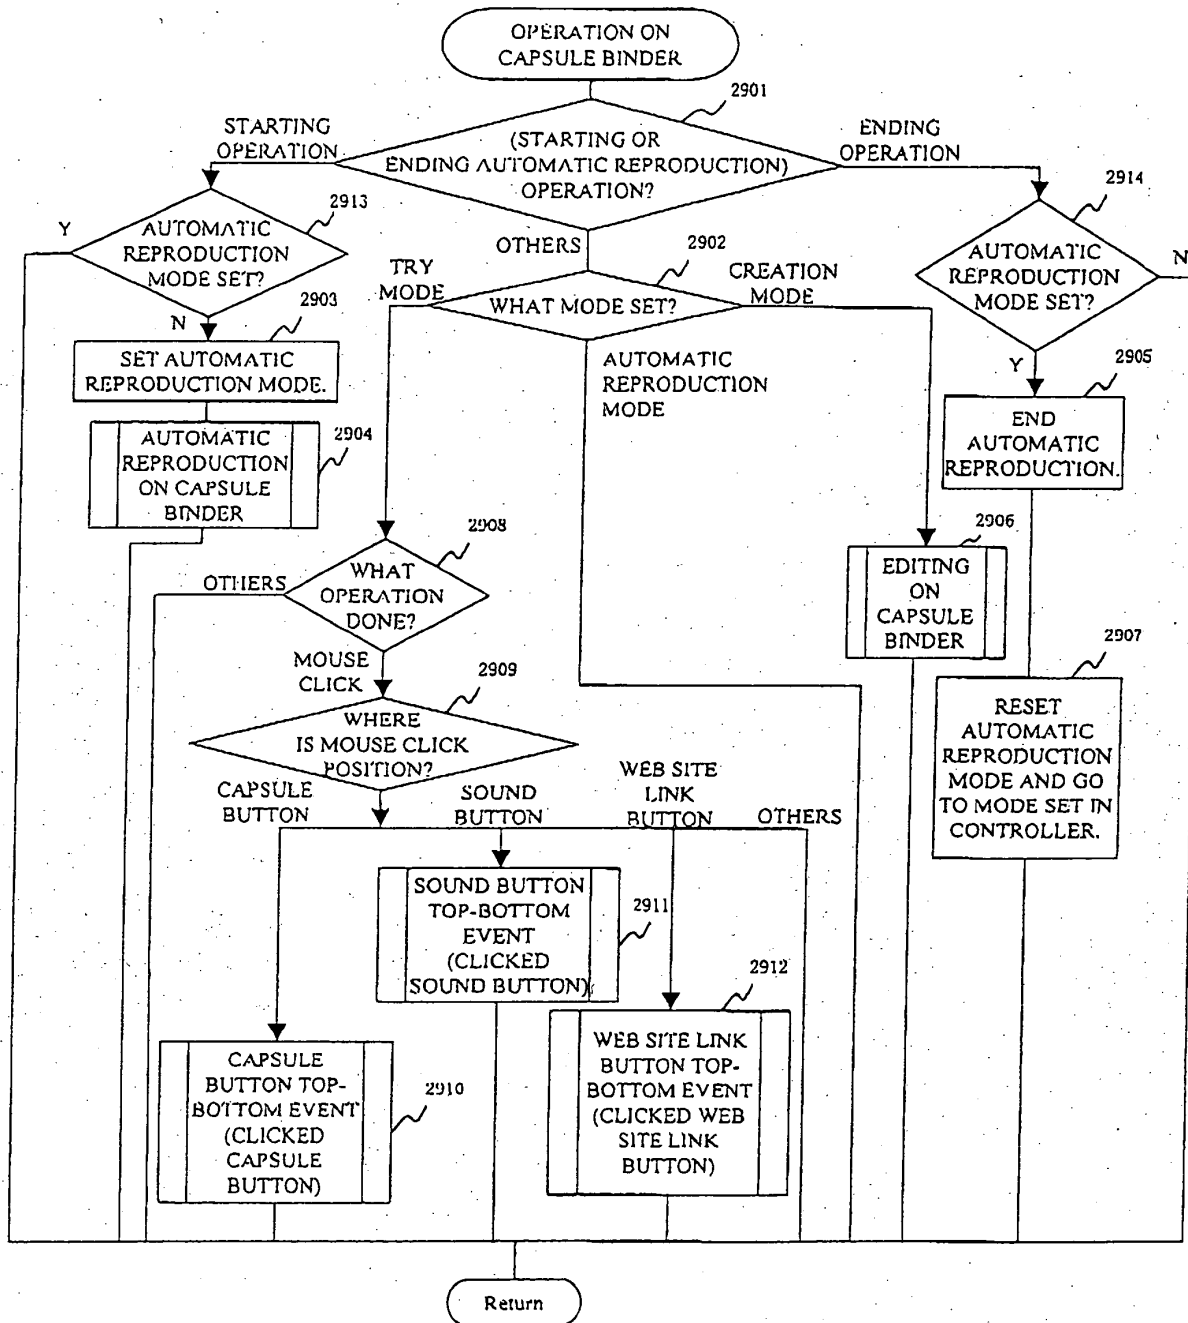 OPERATION ON
CAPSULE BINDER
2901
(STARTING OR
ENDING AUTOMATIC REPRODUCTION)
OPERATION?
STARTING
OPERATION
ENDING
OPERATION
OTHERS
2913
AUTOMATIC
REPRODUCTION
MODE SET?
Y
N
2914
AUTOMATIC
REPRODUCTION
MODE SET?
N
Y
2902
WHAT MODE SET?
TRY
MODE
CREATION
MODE
AUTOMATIC
REPRODUCTION
MODE
2903
SET AUTOMATIC
REPRODUCTION MODE.
2904
AUTOMATIC
REPRODUCTION
ON CAPSULE
BINDER
2905
END
AUTOMATIC
REPRODUCTION.
2906
EDITING
ON
CAPSULE
BINDER
2907
RESET
AUTOMATIC
REPRODUCTION
MODE AND GO
TO MODE SET IN
CONTROLLER.
2908
WHAT
OPERATION
DONE?
OTHERS
MOUSE
CLICK
2909
WHERE
IS MOUSE CLICK
POSITION?
CAPSULE
BUTTON
SOUND
BUTTON
WEB SITE
LINK
BUTTON
OTHERS
SOUND BUTTON
TOP-BOTTOM
EVENT
(CLICKED
SOUND BUTTON)
2911
2912
WEB SITE LINK
BUTTON TOP-
BOTTOM EVENT
(CLICKED WEB
SITE LINK
BUTTON)
CAPSULE
BUTTON TOP-
BOTTOM EVENT
(CLICKED
CAPSULE
BUTTON)
2910
Return